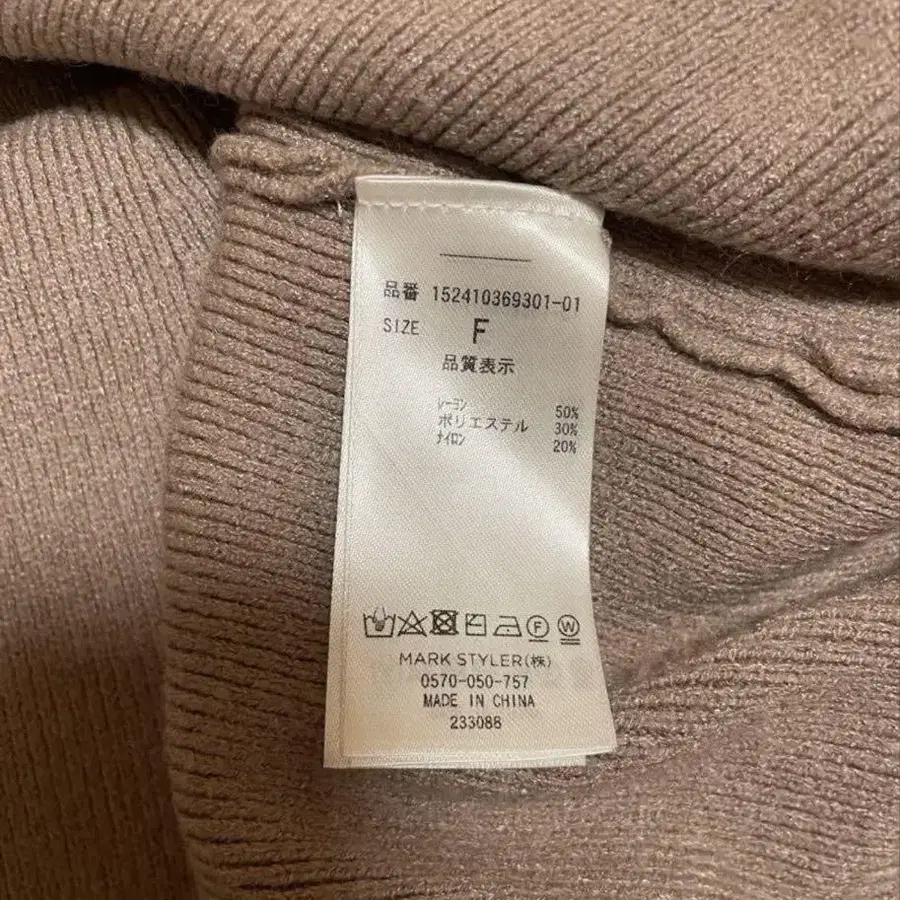 品番 152410369301-01
SIZE F
品質表示
レーヨン 50%
ポリエステル 30%
ナイロン 20%
F W
MARK STYLER(株)
0570-050-757
MADE IN CHINA
233088